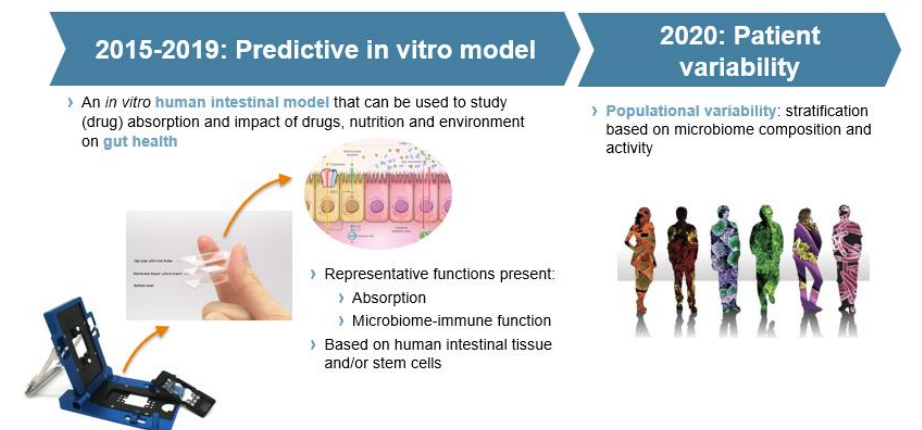 2015-2019: Predictive in vitro model
2020: Patient
variability
› An in vitro human intestinal model that can be used to study
(drug) absorption and impact of drugs, nutrition and environment
on gut health
› Populational variability: stratification
based on microbiome composition and
activity
› Representative functions present:
› Absorption
› Microbiome-immune function
› Based on human intestinal tissue
and/or stem cells